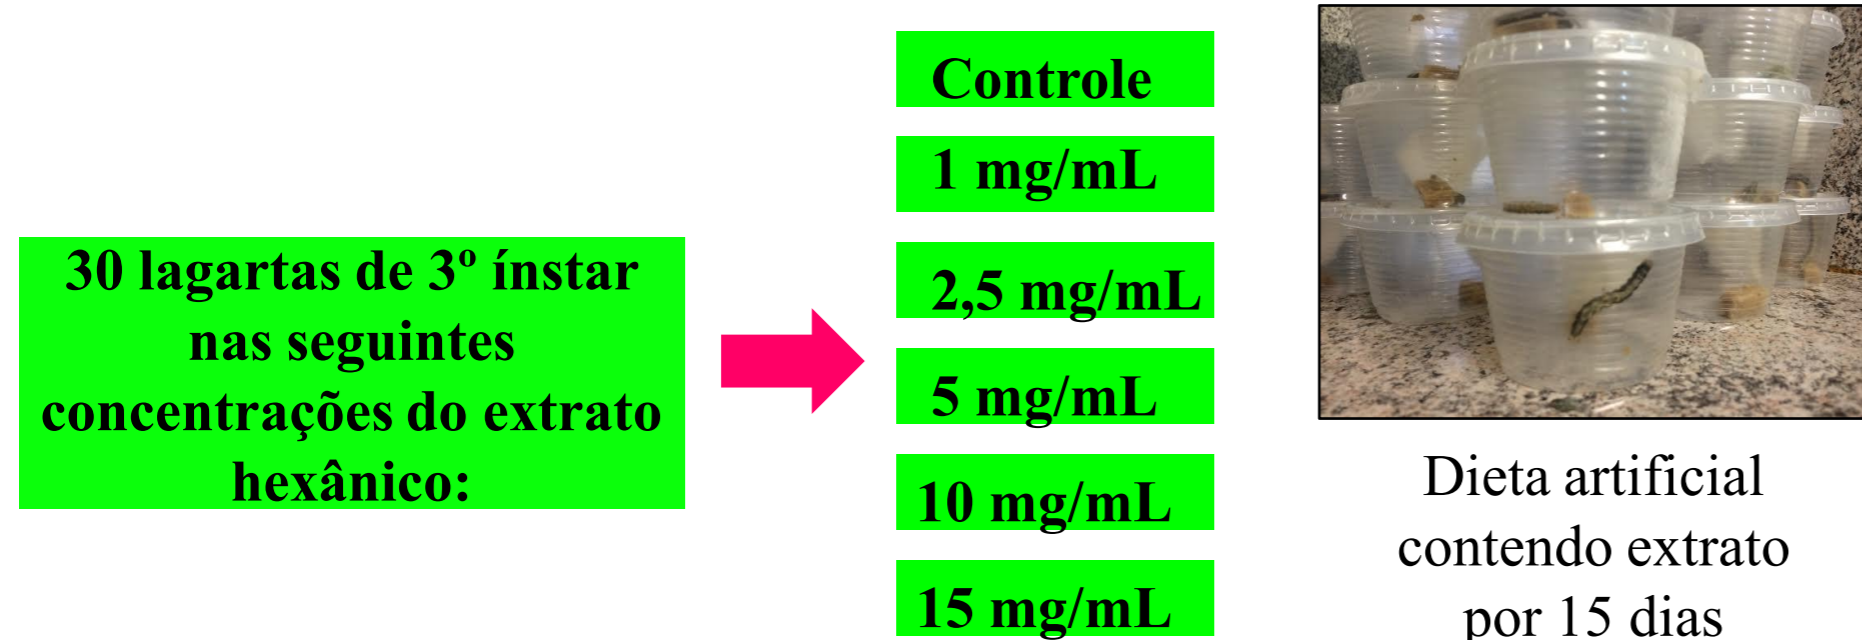 30 lagartas de 3º ínstar
nas seguintes
concentrações do extrato
hexânico:
Controle
1 mg/mL
2,5 mg/mL
5 mg/mL
10 mg/mL
15 mg/mL
Dieta artificial
contendo extrato
por 15 dias